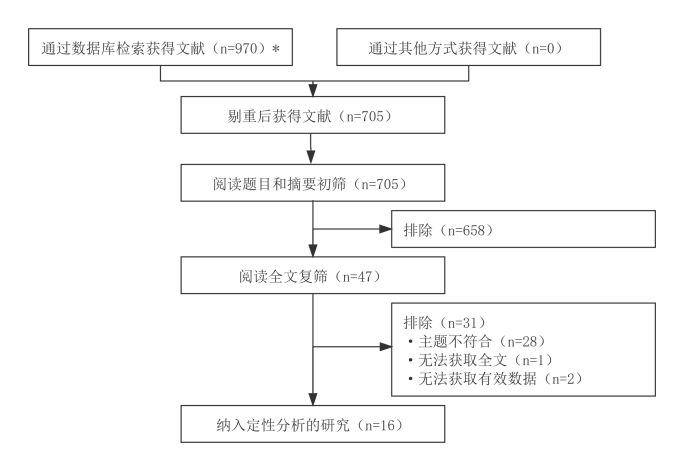 通过数据库检索获得文献（n=970）*
通过其他方式获得文献（n=0）
剔重后获得文献（n=705）
阅读题目和摘要初筛（n=705）
排除（n=658）
阅读全文复筛（n=47）
排除（n=31）
・主题不符合（n=28）
・无法获取全文（n=1）
・无法获取有效数据（n=2）
纳入定性分析的研究（n=16）